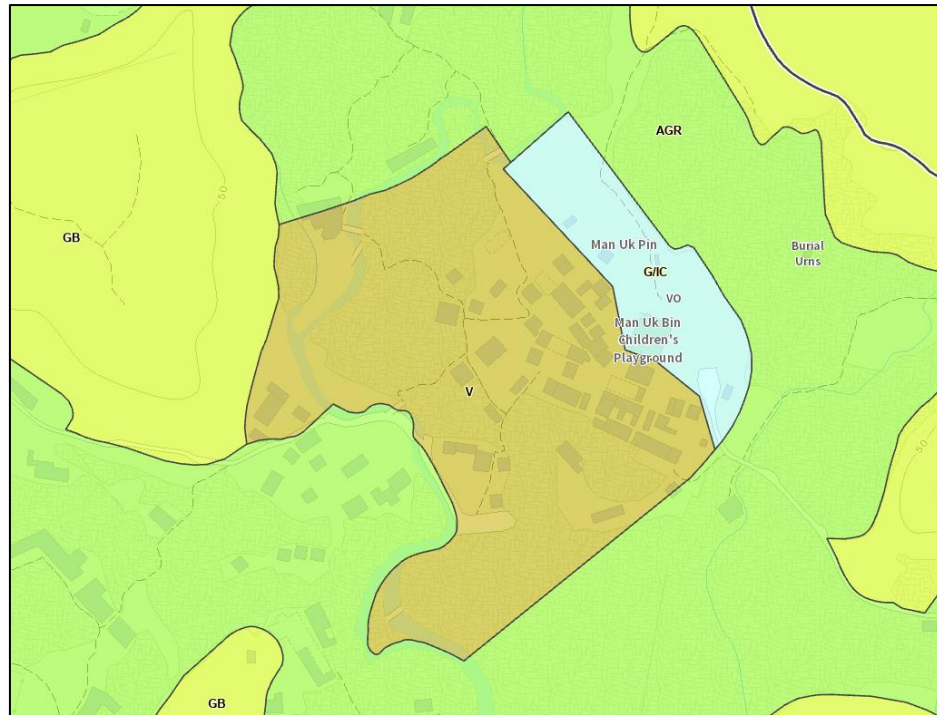 50
AGR
GB
Man Uk Pin
Burial
Urns
G/IC
VO
Man Uk Bin
Children's
Playground
V
50
GB